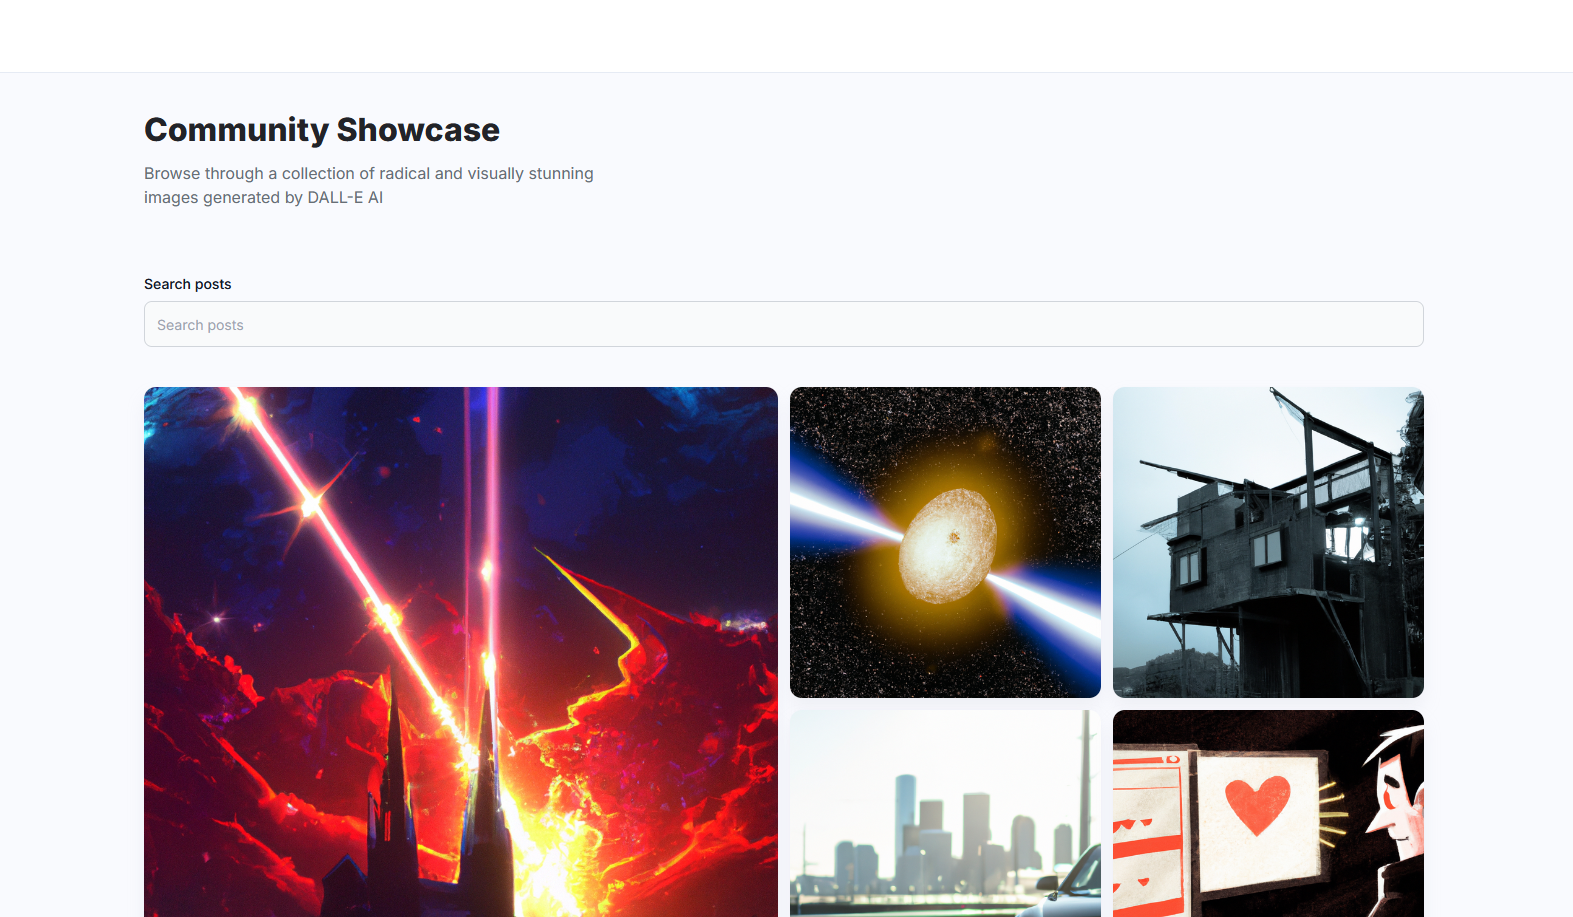 Community Showcase
Browse through a collection of radical and visually stunning
images generated by DALL-E AI
Search posts
Search posts